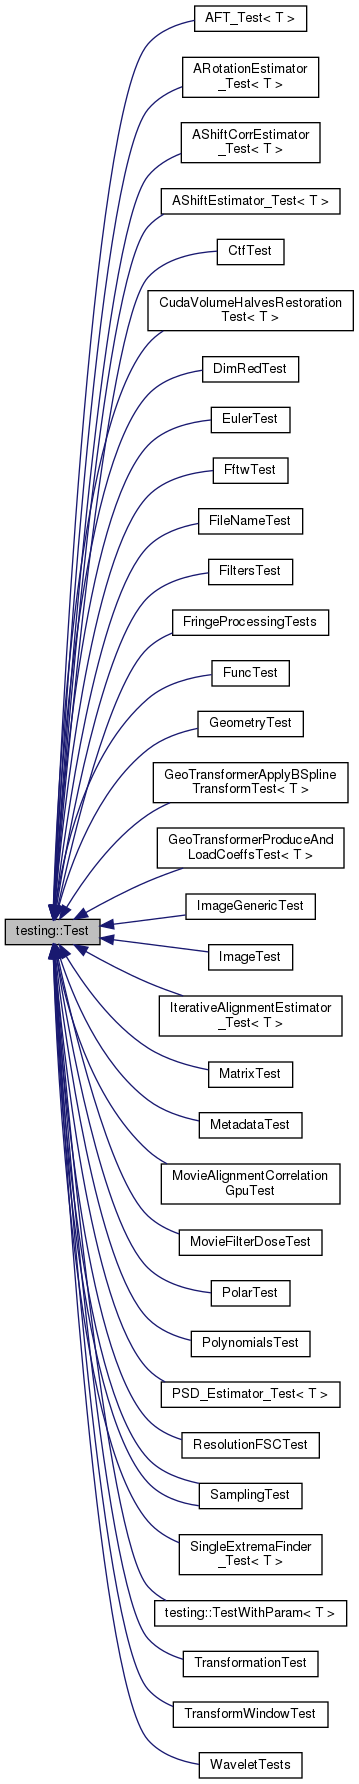 AFT_Test< T >
ARotationEstimator
_Test< T >
AShiftCorrEstimator
_Test< T >
AShiftEstimator_Test< T >
CtfTest
CudaVolumeHalvesRestoration
Test< T >
DimRedTest
EulerTest
FftwTest
FileNameTest
FiltersTest
FringeProcessingTests
FuncTest
GeometryTest
GeoTransformerApplyBSpline
TransformTest< T >
GeoTransformerProduceAnd
LoadCoeffsTest< T >
ImageGenericTest
testing::Test
ImageTest
IterativeAlignmentEstimator
_Test< T >
MatrixTest
MetadataTest
MovieAlignmentCorrelation
GpuTest
MovieFilterDoseTest
PolarTest
PolynomialsTest
PSD_Estimator_Test< T >
ResolutionFSCTest
SamplingTest
SingleExtremaFinder
_Test< T >
testing::TestWithParam< T >
TransformationTest
TransformWindowTest
WaveletTests